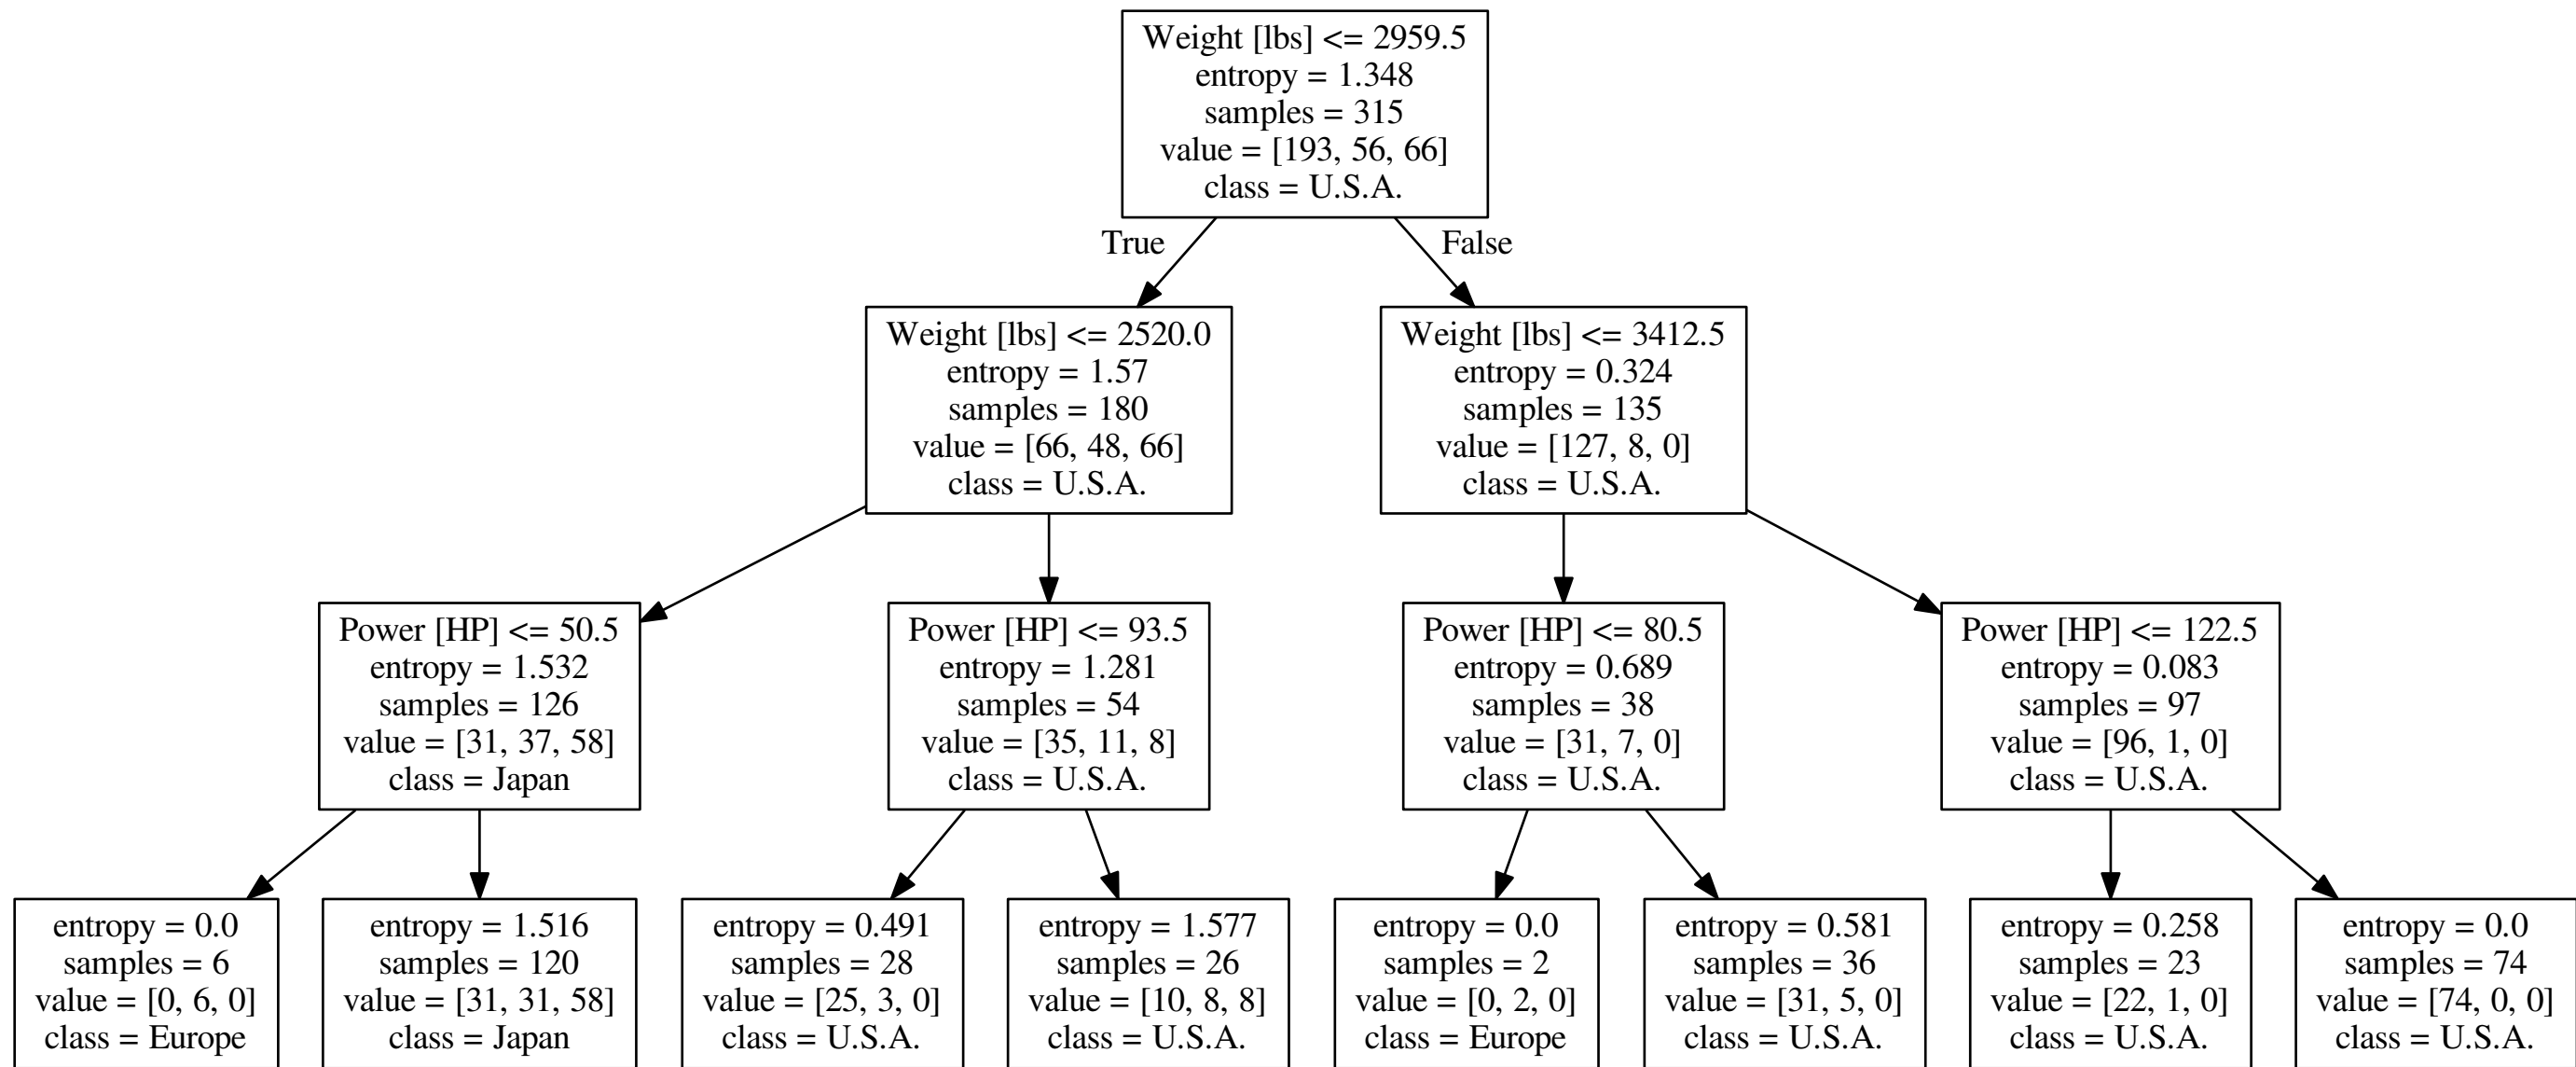 Weight [lbs] <= 2959.5
entropy = 1.348
samples = 315
value = [193, 56, 66]
class = U.S.A.
True
False
Weight [lbs] <= 2520.0
entropy = 1.57
samples = 180
value = [66, 48, 66]
class = U.S.A.
Weight [lbs] <= 3412.5
entropy = 0.324
samples = 135
value = [127, 8, 0]
class = U.S.A.
Power [HP] <= 50.5
entropy = 1.532
samples = 126
value = [31, 37, 58]
class = Japan
Power [HP] <= 93.5
entropy = 1.281
samples = 54
value = [35, 11, 8]
class = U.S.A.
Power [HP] <= 80.5
entropy = 0.689
samples = 38
value = [31, 7, 0]
class = U.S.A.
Power [HP] <= 122.5
entropy = 0.083
samples = 97
value = [96, 1, 0]
class = U.S.A.
entropy = 0.0
samples = 6
value = [0, 6, 0]
class = Europe
entropy = 1.516
samples = 120
value = [31, 31, 58]
class = Japan
entropy = 0.491
samples = 28
value = [25, 3, 0]
class = U.S.A.
entropy = 1.577
samples = 26
value = [10, 8, 8]
class = U.S.A.
entropy = 0.0
samples = 2
value = [0, 2, 0]
class = Europe
entropy = 0.581
samples = 36
value = [31, 5, 0]
class = U.S.A.
entropy = 0.258
samples = 23
value = [22, 1, 0]
class = U.S.A.
entropy = 0.0
samples = 74
value = [74, 0, 0]
class = U.S.A.